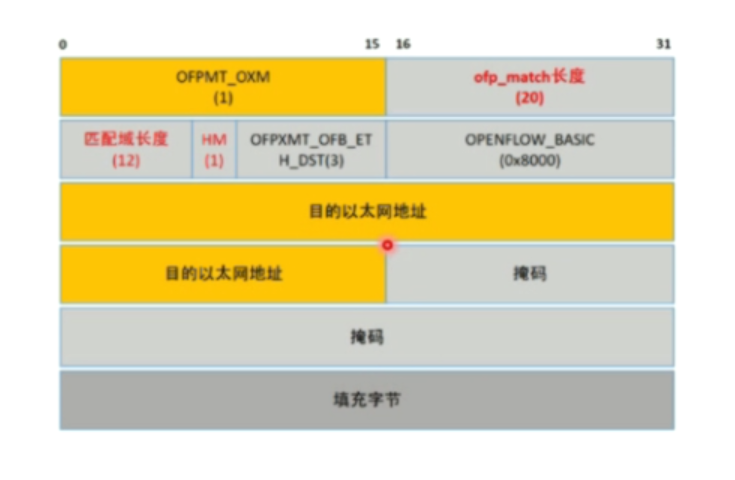 0 15 16 31
OFPMT_OXM
(1)
ofp_match长度
(20)
匹配域长度
(12)
HM
(1)
OFPXMT_OFB_ET
H_DST(3)
OPENFLOW_BASIC
(0x8000)
目的以太网地址
目的以太网地址
掩码
掩码
填充字节